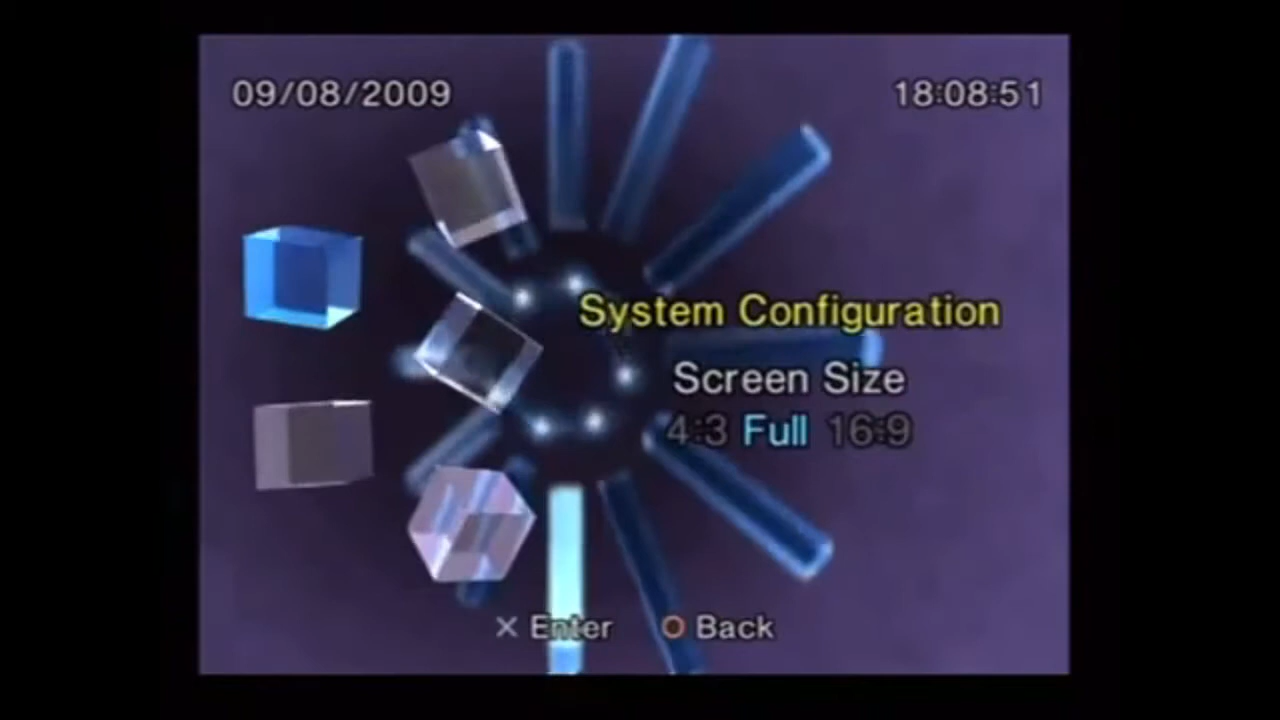 09/08/2009 18:08:51
System Configuration
Screen Size
4:3 Full 16:9
X Enter O Back